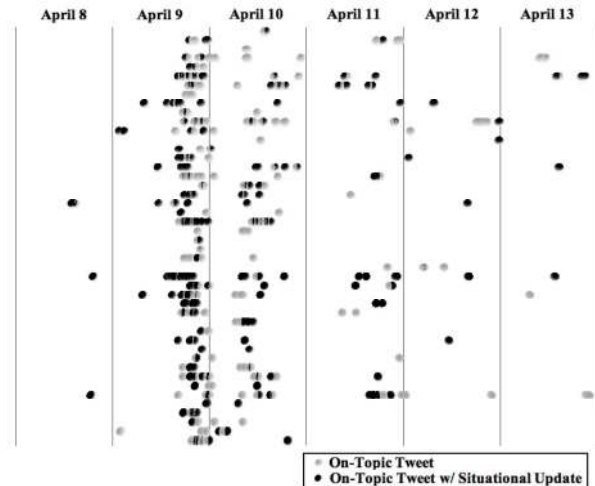 April 8 April 9 April 10 April 11 April 12 April 13
On-Topic Tweet
On-Topic Tweet w/ Situational Update